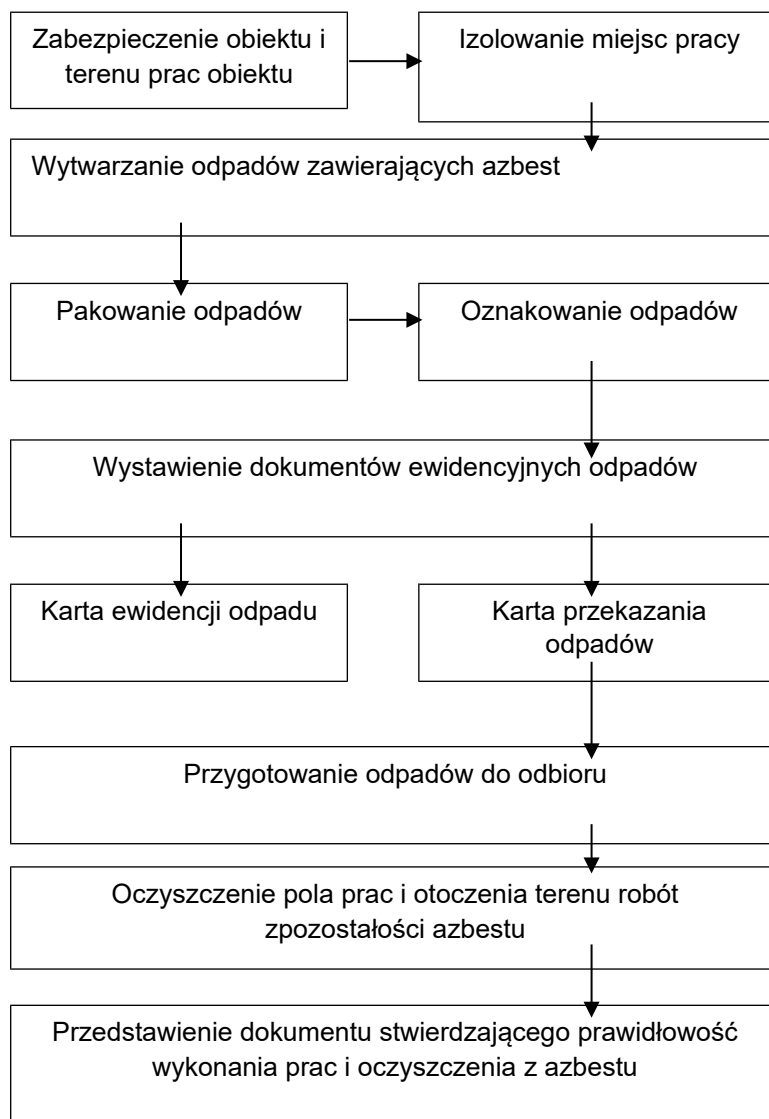 Zabezpieczenie obiektu i
terenu prac obiektu
Izolowanie miejsc pracy
Wytwarzanie odpadów zawierających azbest
Pakowanie odpadów
Oznakowanie odpadów
Wystawienie dokumentów ewidencyjnych odpadów
Karta ewidencji odpadu
Karta przekazania
odpadów
Przygotowanie odpadów do odbioru
Oczyszczenie pola prac i otoczenia terenu robót
zpozostałości azbestu
Przedstawienie dokumentu stwierdzającego prawidłowość
wykonania prac i oczyszczenia z azbestu